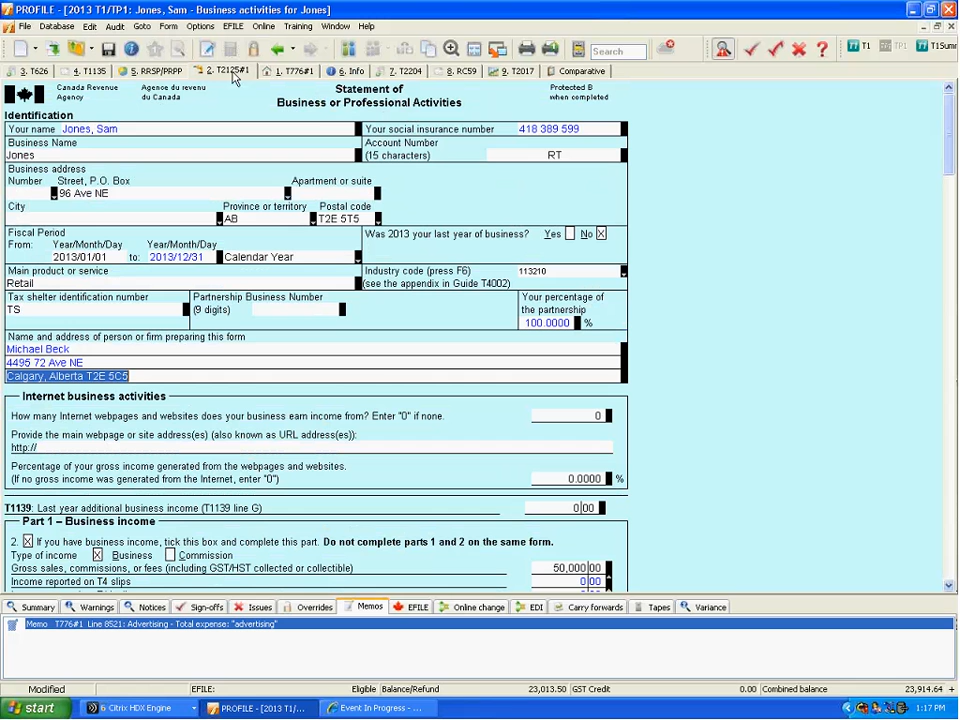 PROFILE - [2013 T1/TP1: Jones, Sam - Business activities for Jones]
File Database Edit Audit GoTo Form Options EFILE Online Training Window Help
Search T1 TP1 T1Summ
3. T626 4. T1135 5. RRSP/PRPP 2. T2125#1 1. T776#1 6. Info 7. T2204 8. RC59 9. T2017 Comparative
Canada Revenue Agency
Agence du revenu du Canada
Statement of
Business or Professional Activities
Protected B
when completed
Identification
Your name Jones, Sam Your social insurance number 418 389 599
Business Name
Jones
Account Number
(15 characters) RT
Business address
Number Street, P.O. Box Apartment or suite
96 Ave NE
City Province or territory Postal code
AB T2E 5T5
Fiscal Period
Year/Month/Day Year/Month/Day
From: 2013/01/01 to: 2013/12/31 Calendar Year
Was 2013 your last year of business? Yes No X
Main product or service
Retail
Industry code (press F6) 113210
(see the appendix in Guide T4002)
Tax shelter identification number
TS
Partnership Business Number
(9 digits)
Your percentage of
the partnership
100.0000 %
Name and address of person or firm preparing this form
Michael Beck
4495 72 Ave NE
Calgary, Alberta T2E 5C5
Internet business activities
How many Internet webpages and websites does your business earn income from? Enter "0" if none. 0
Provide the main webpage or site address(es) (also known as URL address(es)):
http://
Percentage of your gross income generated from the webpages and websites.
(If no gross income was generated from the Internet, enter "0") 0.0000 %
T1139: Last year additional business income (T1139 line G) 0 00
Part 1 – Business income
2. X If you have business income, tick this box and complete this part. Do not complete parts 1 and 2 on the same form.
Type of income X Business Commission
Gross sales, commissions, or fees (including GST/HST collected or collectible) 50,000 00
Income reported on T4 slips 0 00
Summary Warnings Notices Sign-offs Issues Overrides Memos EFILE Online change EDI Carry forwards Tapes Variance
Memo T776#1 Line 8521: Advertising - Total expense: "advertising"
Modified EFILE: Eligible Balance/Refund 23,013.50 GST Credit 0.00 Combined balance 23,914.64
start 6 Citrix HDX Engine PROFILE - [2013 T1/... Event In Progress - ... 1:17 PM